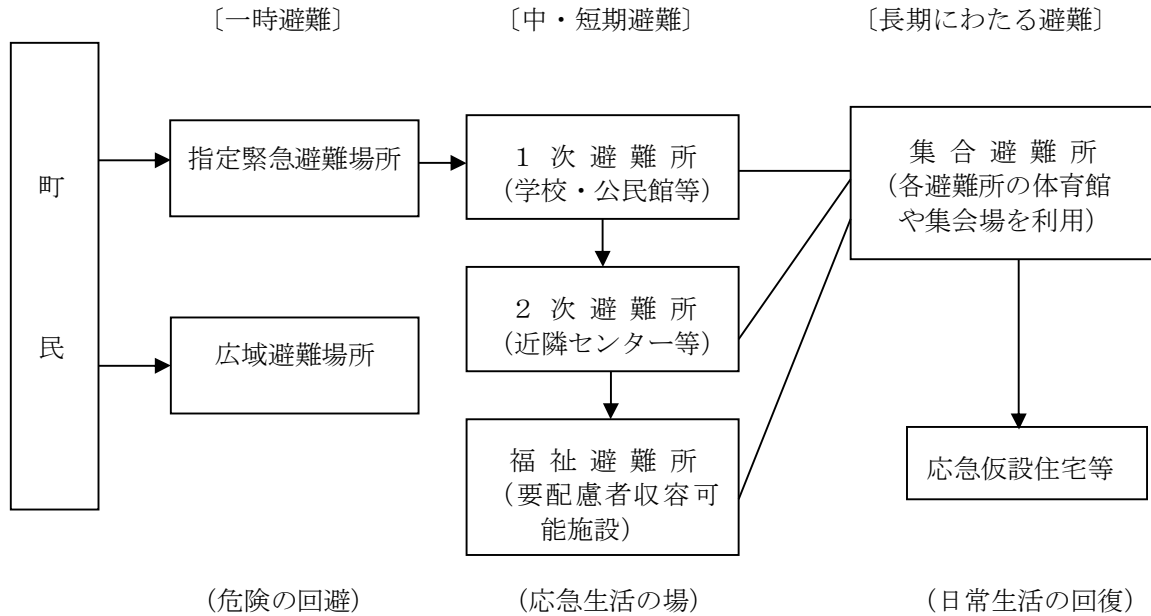 〔一時避難〕
〔中・短期避難〕
〔長期にわたる避難〕
町民
指定緊急避難場所
広域避難場所
１次避難所
（学校・公民館等）
２次避難所
（近隣センター等）
福祉避難所
（要配慮者収容可
能施設）
集合避難所
（各避難所の体育館
や集会場を利用）
応急仮設住宅等
（危険の回避）
（応急生活の場）
（日常生活の回復）